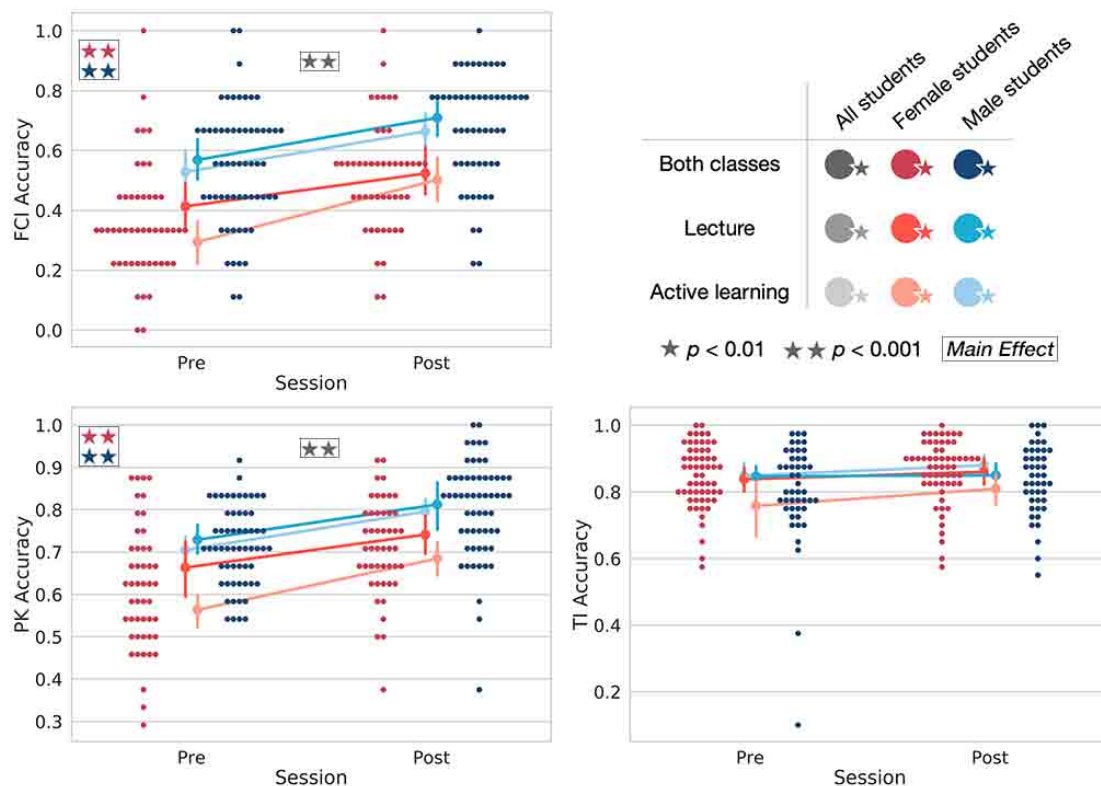 1.0
0.8
0.6
0.4
0.2
0.0
FCI Accuracy
Pre
Post
Session
All students
Female students
Male students
Both classes
Lecture
Active learning
★ p < 0.01 ★★ p < 0.001 Main Effect
1.0
0.9
0.8
0.7
0.6
0.5
0.4
0.3
PK Accuracy
Pre
Post
Session
1.0
0.8
0.6
0.4
0.2
TI Accuracy
Pre
Post
Session